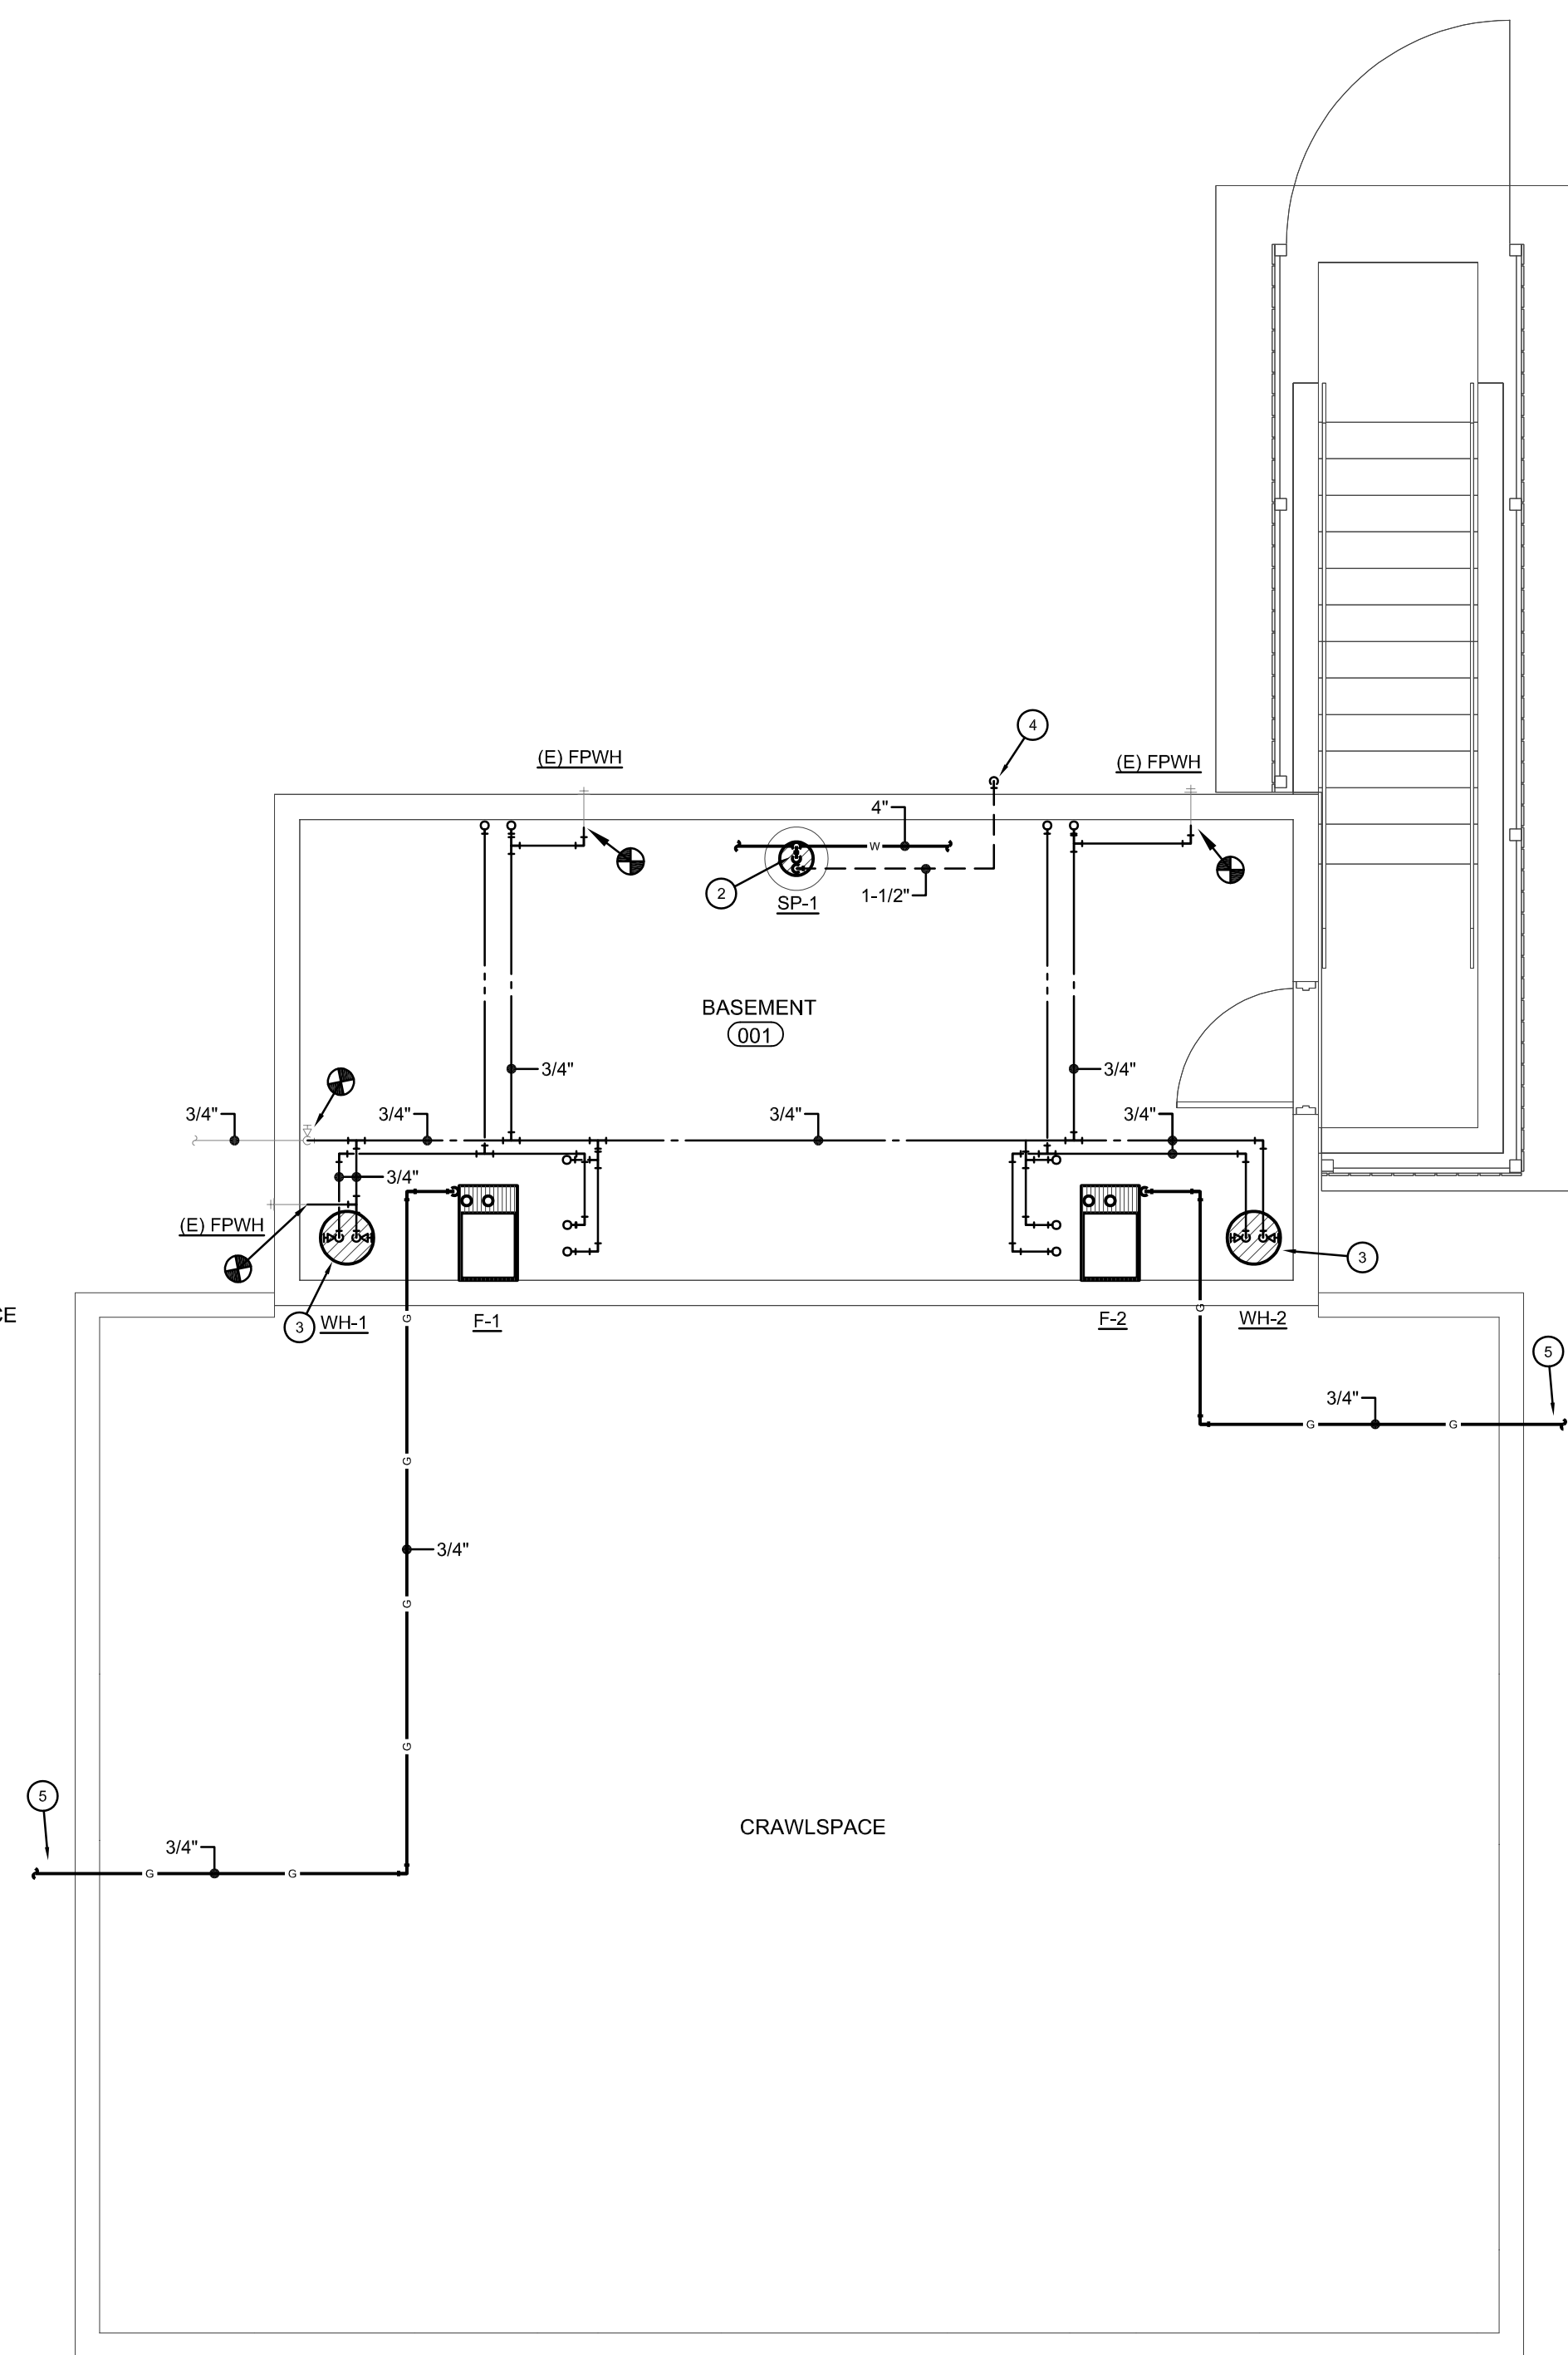 4
(E) FPWH
(E) FPWH
4"
W
2
SP-1
1-1/2"
BASEMENT
001
3/4"
3/4"
3/4"
3/4"
3/4"
3/4"
3/4"
(E) FPWH
3
3
WH-1
F-1
F-2
WH-2
CE
G
G
5
3/4"
G
G
G
3/4"
G
G
5
3/4"
G
G
CRAWLSPACE